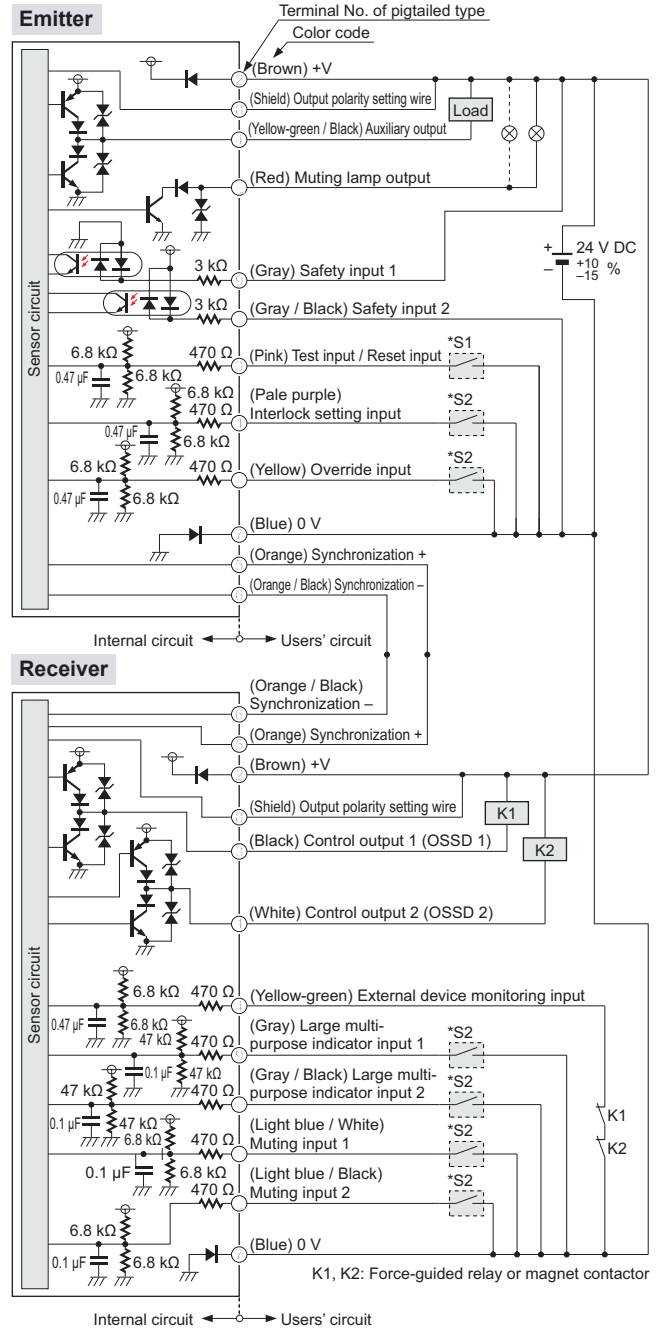 Emitter
Terminal No. of pigtailed type
Color code
(Brown) +V
(Shield) Output polarity setting wire
Load
(Yellow-green / Black) Auxiliary output
(Red) Muting lamp output
Sensor circuit
+
–
24 V DC
+10
–15 %
3 kΩ
(Gray) Safety input 1
3 kΩ
(Gray / Black) Safety input 2
6.8 kΩ
470 Ω
(Pink) Test input / Reset input
*S1
0.47 µF
6.8 kΩ
6.8 kΩ
(Pale purple)
470 Ω
Interlock setting input
*S2
0.47 µF
6.8 kΩ
6.8 kΩ
470 Ω
(Yellow) Override input
*S2
0.47 µF
6.8 kΩ
(Blue) 0 V
(Orange) Synchronization +
(Orange / Black) Synchronization –
Internal circuit
Users' circuit
Receiver
(Orange / Black)
Synchronization –
(Orange) Synchronization +
(Brown) +V
(Shield) Output polarity setting wire
K1
(Black) Control output 1 (OSSD 1)
K2
(White) Control output 2 (OSSD 2)
Sensor circuit
6.8 kΩ
470 Ω
(Yellow-green) External device monitoring input
0.47 µF
6.8 kΩ
47 kΩ
470 Ω
(Gray) Large multi-
purpose indicator input 1
*S2
0.1 µF
47 kΩ
47 kΩ
470 Ω
(Gray / Black) Large multi-
purpose indicator input 2
*S2
0.1 µF
47 kΩ
6.8 kΩ
470 Ω
(Light blue / White)
Muting input 1
*S2
K1
K2
0.1 µF
6.8 kΩ
470 Ω
(Light blue / Black)
Muting input 2
*S2
6.8 kΩ
0.1 µF
6.8 kΩ
(Blue) 0 V
K1, K2: Force-guided relay or magnet contactor
Internal circuit
Users' circuit